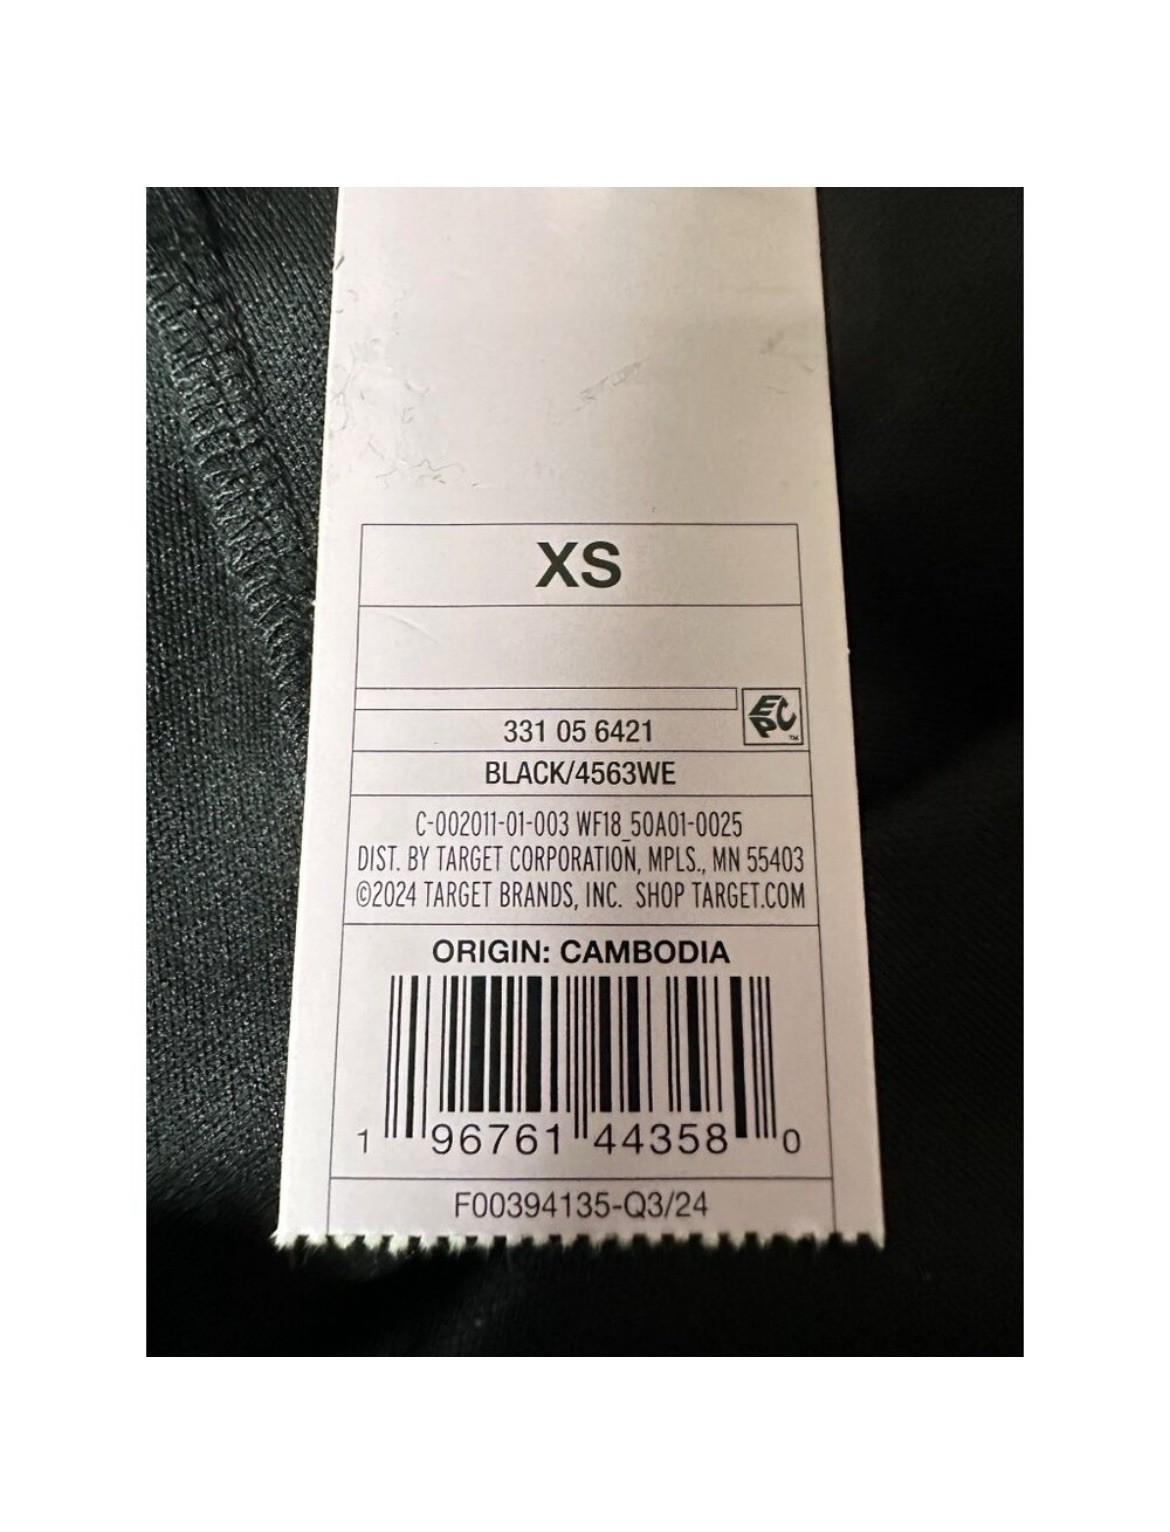 XS
EPC™
331 05 6421
BLACK/4563WE
C-002011-01-003 WF18_50A01-0025
DIST. BY TARGET CORPORATION, MPLS., MN 55403
©2024 TARGET BRANDS, INC. SHOP TARGET.COM
ORIGIN: CAMBODIA
1 96761 44358 0
F00394135-Q3/24